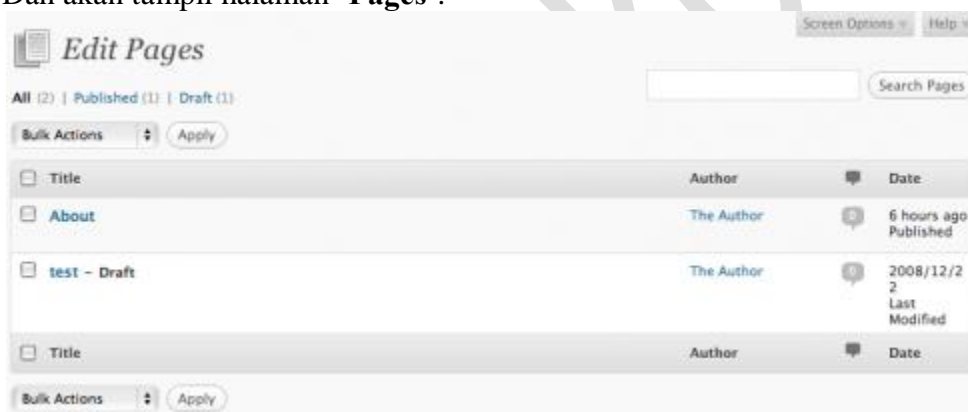 Dan akan tampil halaman "Pages".
Screen Options Help
Edit Pages
Search Pages
All (2) | Published (1) | Draft (1)
Bulk Actions Apply
Title Author Date
About The Author 0 6 hours ago
Published
test – Draft The Author 0 2008/12/2
2
Last
Modified
Title Author Date
Bulk Actions Apply